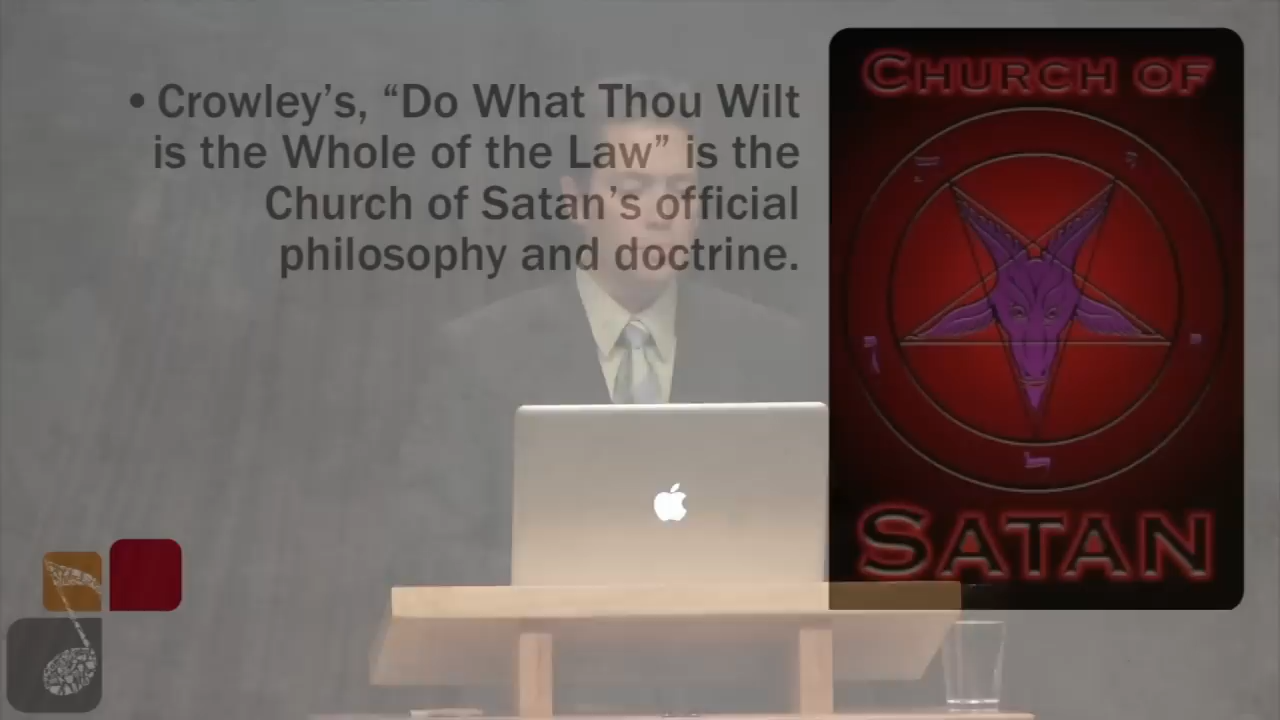 • Crowley’s, “Do What Thou Wilt
is the Whole of the Law” is the
Church of Satan’s official
philosophy and doctrine.
CHURCH OF
SATAN